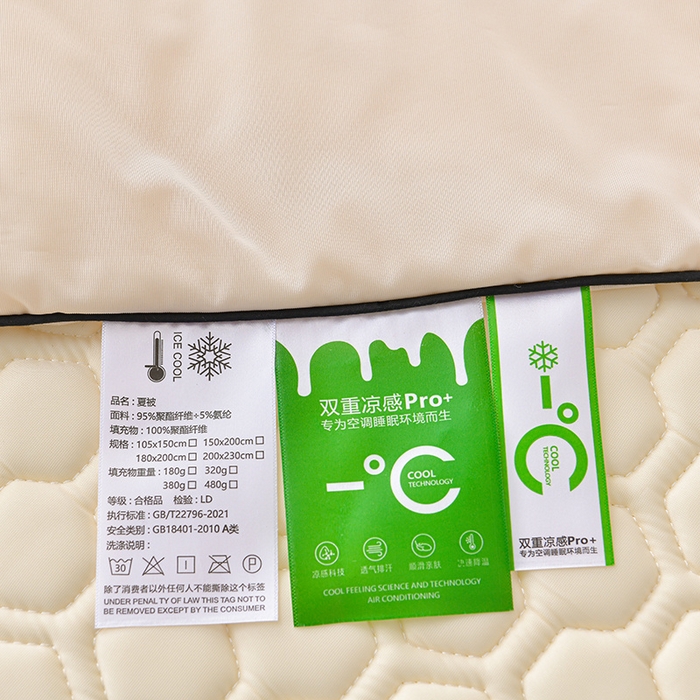 ICE COOL
品名：夏被
面料：95%聚酯纤维÷5%氨纶
填充物：100%聚酯纤维
规格：105x150cm□ 150x200cm□
180x200cm□ 200x230cm□
填充物重量：180g□ 320g□
380g□ 480g□
等级：合格品 检验：LD
执行标准：GB/T22796-2021
安全类别：GB18401-2010 A类
洗涤说明：
30
P
除了消费者以外任何人不能撕除这个标签
UNDER PENALTY OF LAW THIS TAG NOT TO
BE REMOVED EXCEPT BY THE CONSUMER
双重凉感Pro+
专为空调睡眠环境而生
-°C
COOL
TECHNOLOGY
凉感科技 透气排汗 顺滑亲肤 迅速降温
COOL FEELING SCIENCE AND TECHNOLOGY
AIR CONDITIONING
-°C
COOL
TECHNOLOGY
双重凉感Pro+
专为空调睡眠环境而生